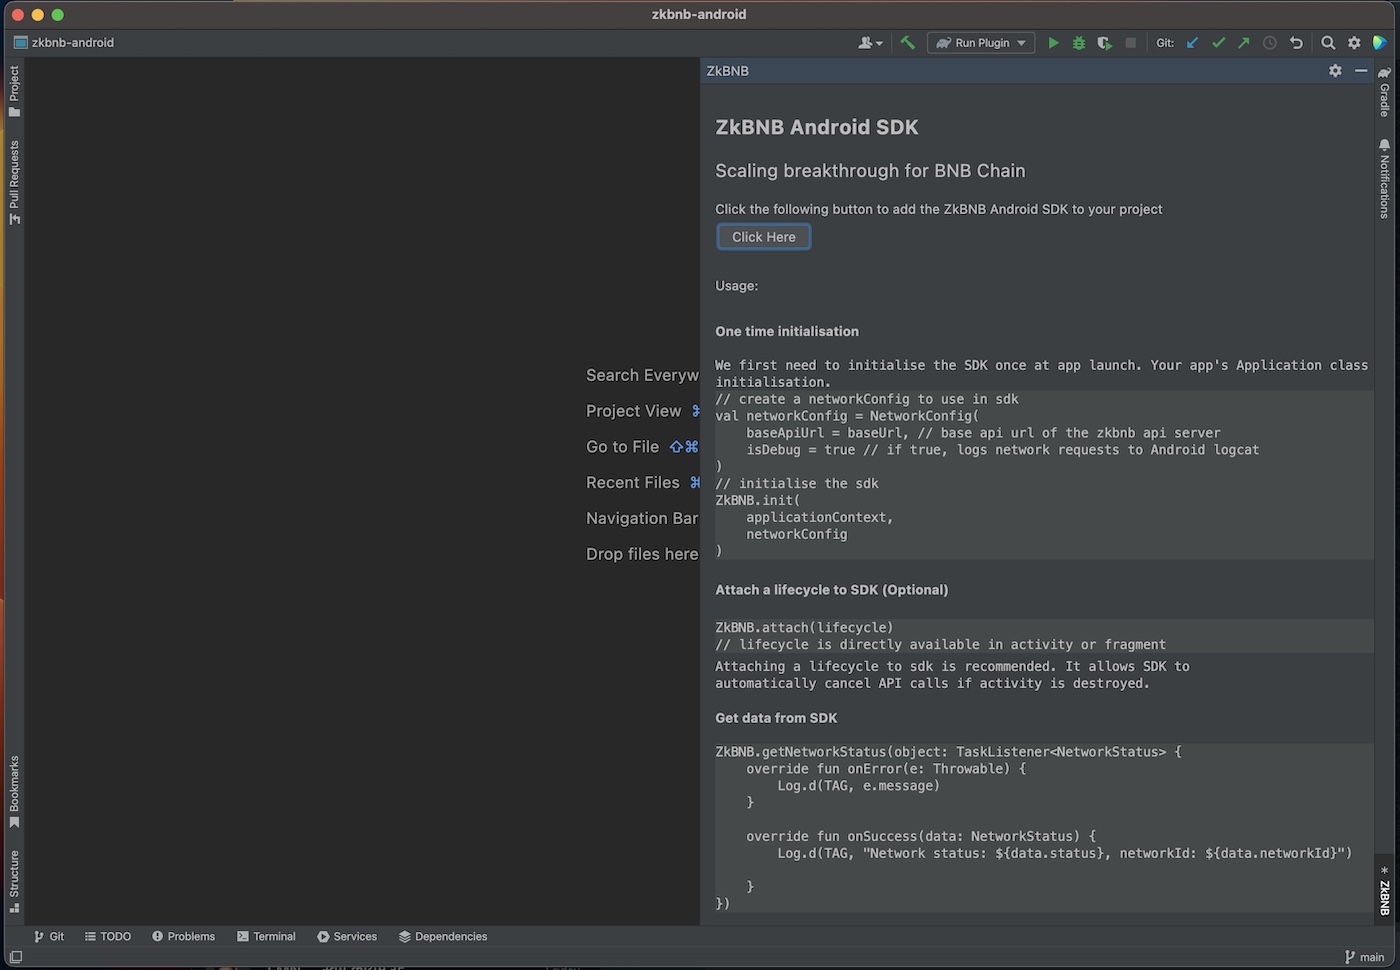 zkbnb-android
zkbnb-android
Run Plugin
Git:
Project
Pull Requests
Bookmarks
Structure
Search Everyw
Project View ⌘
Go to File ⇧⌘
Recent Files ⌘
Navigation Bar
Drop files here
ZkBNB
ZkBNB Android SDK
Scaling breakthrough for BNB Chain
Click the following button to add the ZkBNB Android SDK to your project
Click Here
Usage:
One time initialisation
We first need to initialise the SDK once at app launch. Your app's Application class
initialisation.
// create a networkConfig to use in sdk
val networkConfig = NetworkConfig(
    baseApiUrl = baseUrl, // base api url of the zkbnb api server
    isDebug = true // if true, logs network requests to Android logcat
)
// initialise the sdk
ZkBNB.init(
    applicationContext,
    networkConfig
)
Attach a lifecycle to SDK (Optional)
ZkBNB.attach(lifecycle)
// lifecycle is directly available in activity or fragment
Attaching a lifecycle to sdk is recommended. It allows SDK to
automatically cancel API calls if activity is destroyed.
Get data from SDK
ZkBNB.getNetworkStatus(object: TaskListener<NetworkStatus> {
    override fun onError(e: Throwable) {
        Log.d(TAG, e.message)
    }
    override fun onSuccess(data: NetworkStatus) {
        Log.d(TAG, "Network status: ${data.status}, networkId: ${data.networkId}")
    }
})
Gradle
Notifications
ZkBNB
Git
TODO
Problems
Terminal
Services
Dependencies
main